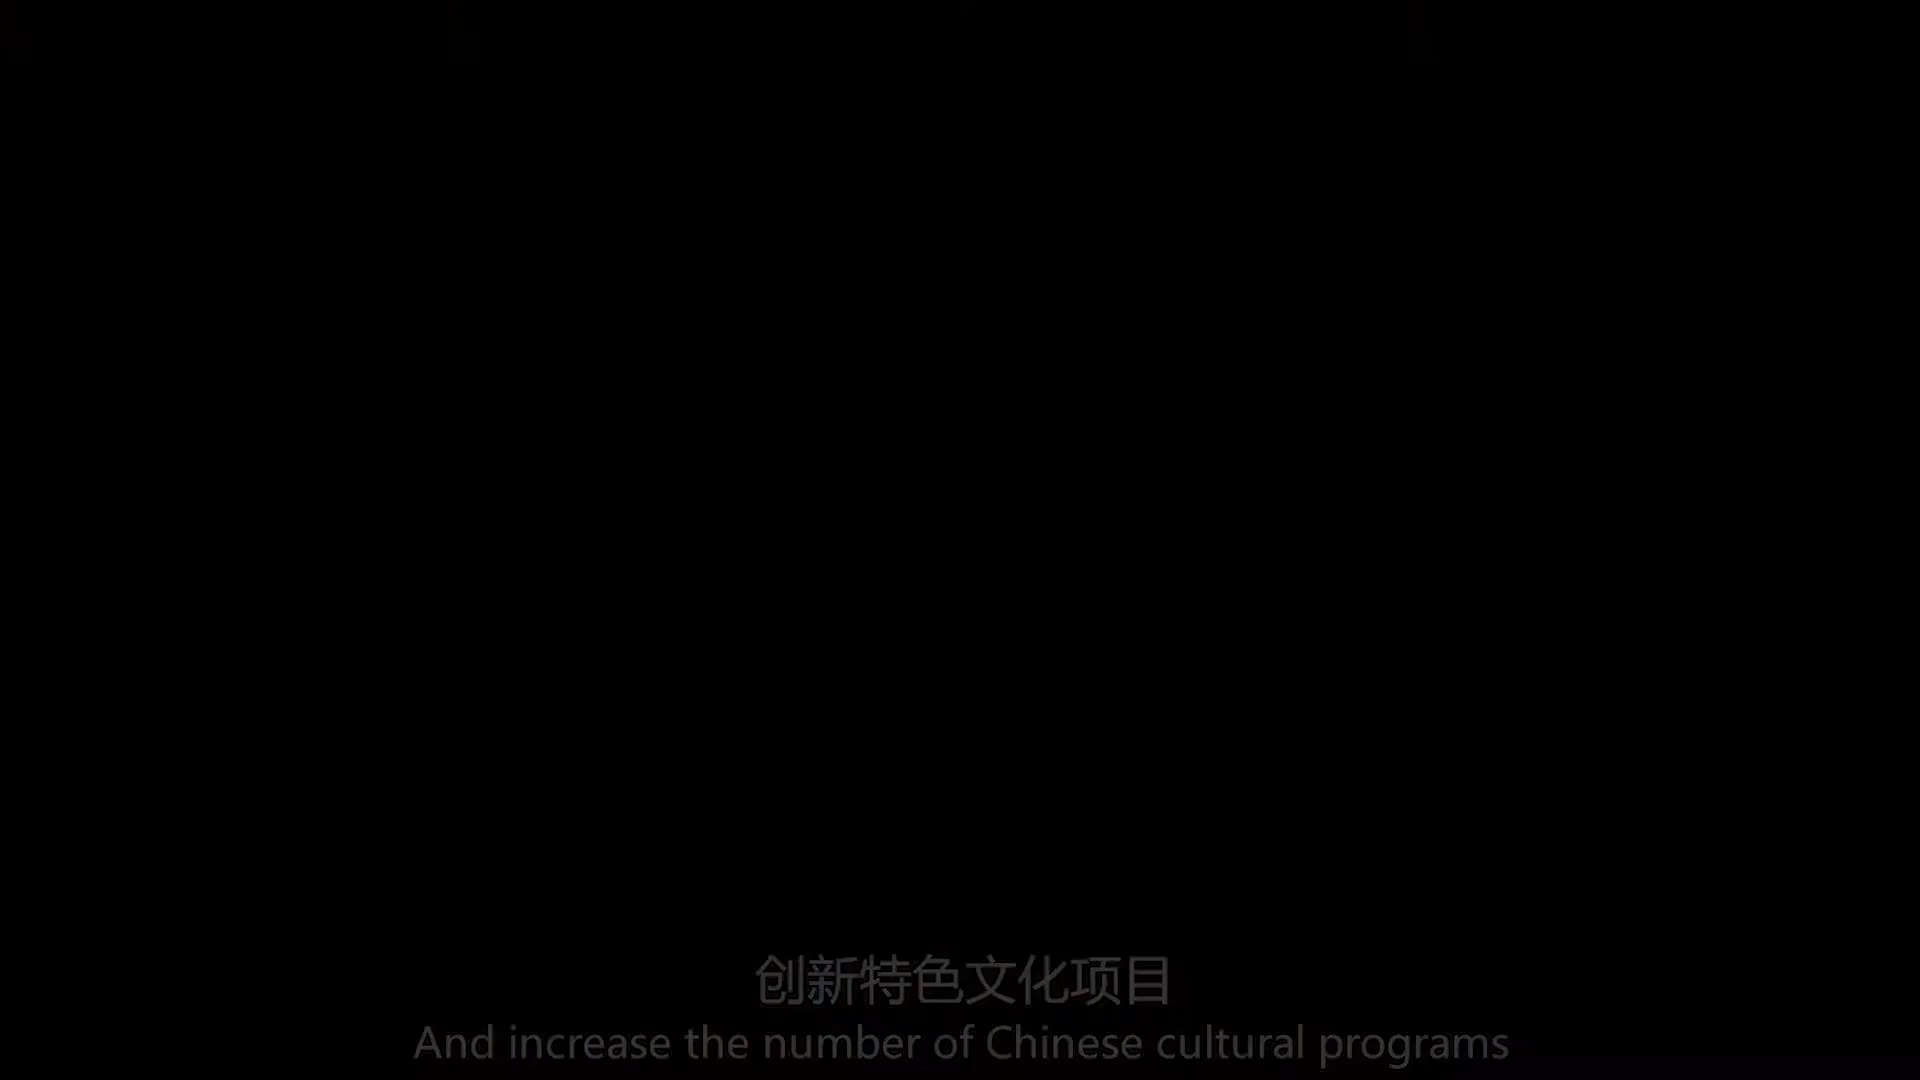 创新特色文化项目
And increase the number of Chinese cultural programs